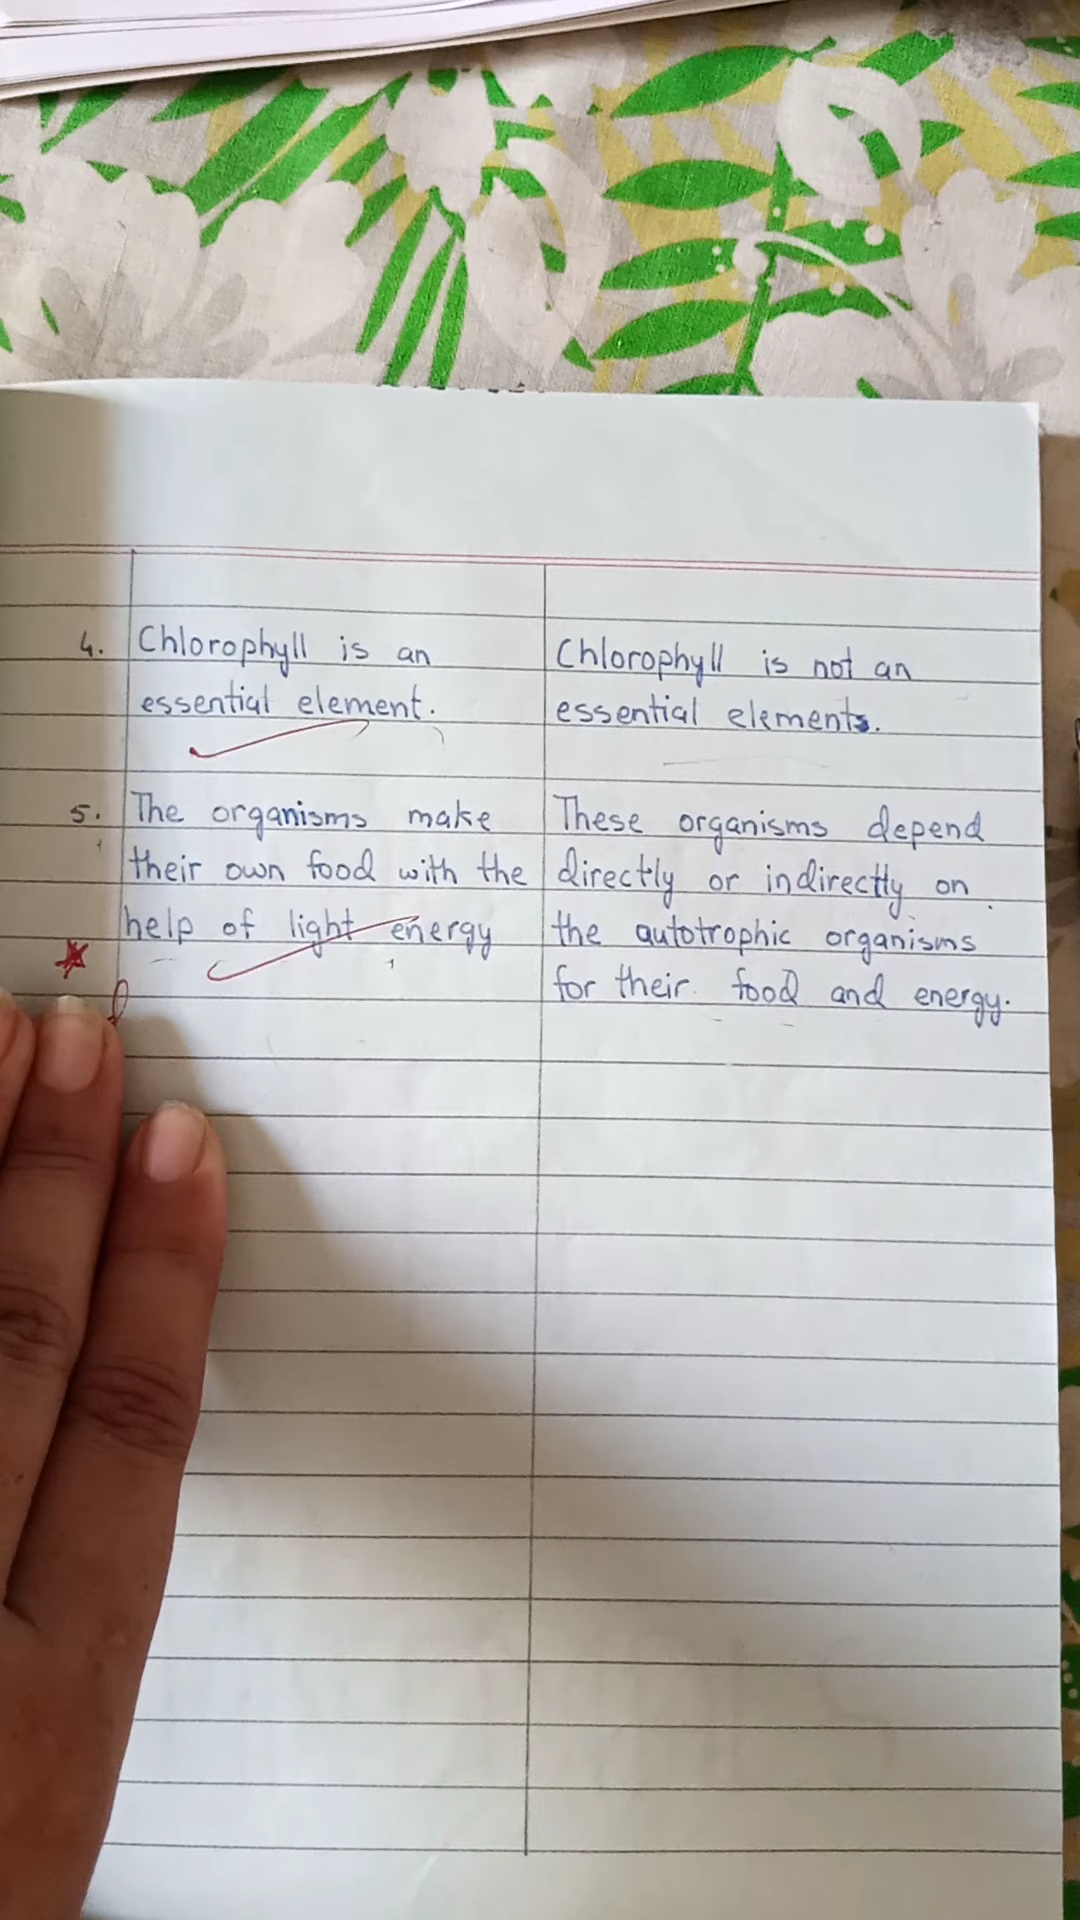 4. Chlorophyll is an
essential element.
Chlorophyll is not an
essential elements.
5. The organisms make
their own food with the
help of light energy
These organisms depend
directly or indirectly on
the autotrophic organisms
for their food and energy.